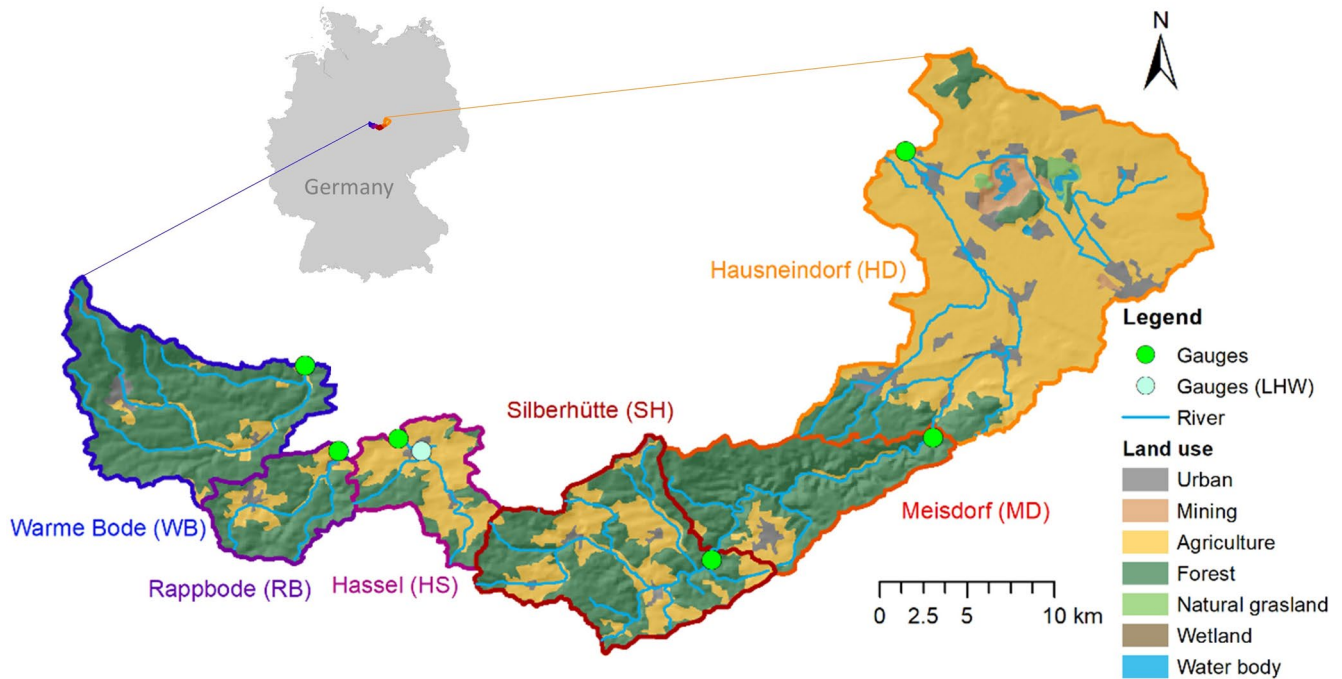 N
Germany
Hausneindorf (HD)
Silberhütte (SH)
Warme Bode (WB)
Rappbode (RB)
Hassel (HS)
Meisdorf (MD)
0 2.5 5 10 km
Legend
Gauges
Gauges (LHW)
River
Land use
Urban
Mining
Agriculture
Forest
Natural grasland
Wetland
Water body